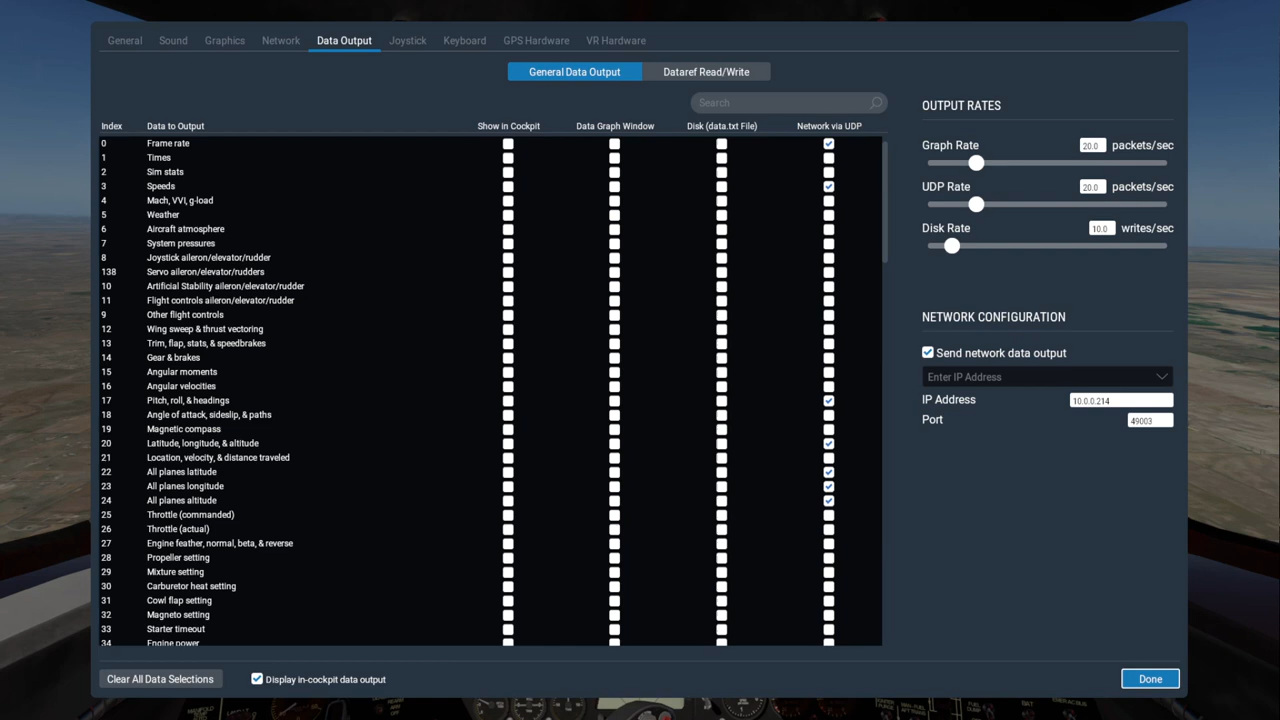 General Sound Graphics Network Data Output Joystick Keyboard GPS Hardware VR Hardware
General Data Output Dataref Read/Write
Search
Index Data to Output Show in Cockpit Data Graph Window Disk (data.txt File) Network via UDP
0 Frame rate
1 Times
2 Sim stats
3 Speeds
4 Mach, VVI, g-load
5 Weather
6 Aircraft atmosphere
7 System pressures
8 Joystick aileron/elevator/rudder
138 Servo aileron/elevator/rudders
10 Artificial Stability aileron/elevator/rudder
11 Flight controls aileron/elevator/rudder
9 Other flight controls
12 Wing sweep & thrust vectoring
13 Trim, flap, stats, & speedbrakes
14 Gear & brakes
15 Angular moments
16 Angular velocities
17 Pitch, roll, & headings
18 Angle of attack, sideslip, & paths
19 Magnetic compass
20 Latitude, longitude, & altitude
21 Location, velocity, & distance traveled
22 All planes latitude
23 All planes longitude
24 All planes altitude
25 Throttle (commanded)
26 Throttle (actual)
27 Engine feather, normal, beta, & reverse
28 Propeller setting
29 Mixture setting
30 Carburetor heat setting
31 Cowl flap setting
32 Magneto setting
33 Starter timeout
34 Engine power
OUTPUT RATES
Graph Rate 20.0 packets/sec
UDP Rate 20.0 packets/sec
Disk Rate 10.0 writes/sec
NETWORK CONFIGURATION
Send network data output
Enter IP Address
IP Address 10.0.0.214
Port 49003
Clear All Data Selections Display in-cockpit data output Done